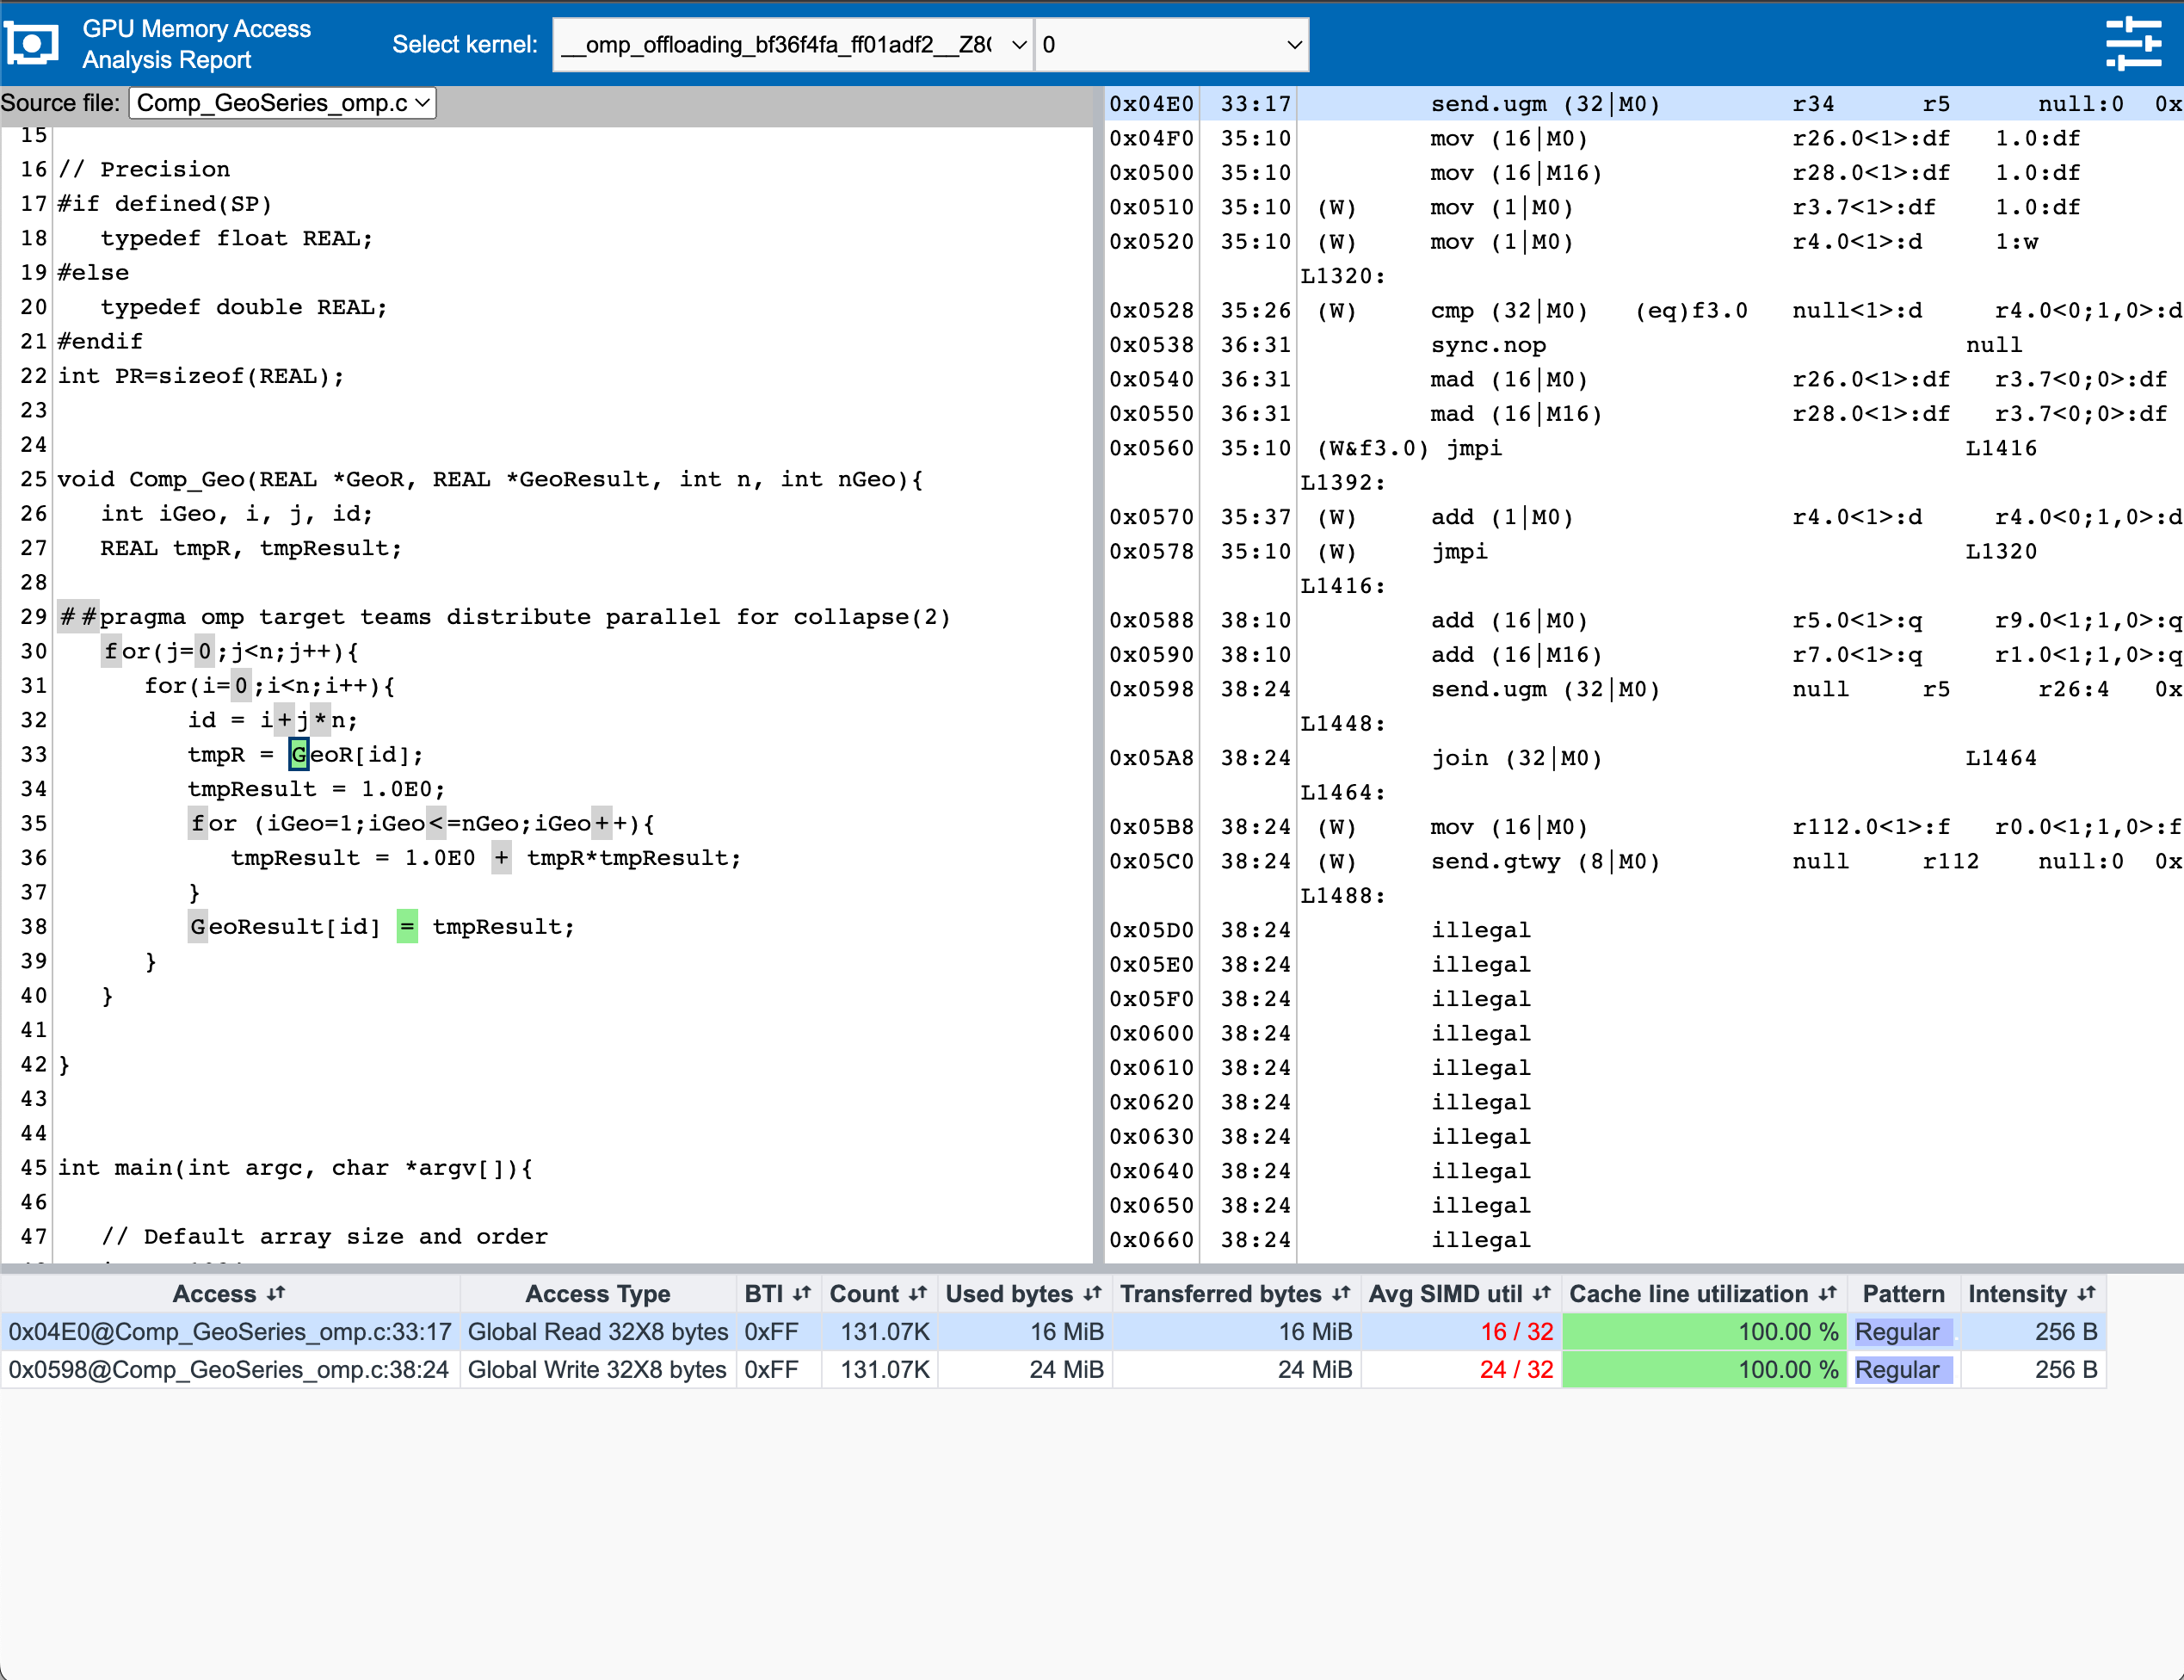 GPU Memory Access
Analysis Report
Select kernel: __omp_offloading_bf36f4fa_ff01adf2__Z8 0
Source file: Comp_GeoSeries_omp.c
15
16 // Precision
17 #if defined(SP)
18 typedef float REAL;
19 #else
20 typedef double REAL;
21 #endif
22 int PR=sizeof(REAL);
23
24
25 void Comp_Geo(REAL *GeoR, REAL *GeoResult, int n, int nGeo){
26 int iGeo, i, j, id;
27 REAL tmpR, tmpResult;
28
29 ##pragma omp target teams distribute parallel for collapse(2)
30 for(j=0;j<n;j++){
31 for(i=0;i<n;i++){
32 id = i+j*n;
33 tmpR = GeoR[id];
34 tmpResult = 1.0E0;
35 for (iGeo=1;iGeo<=nGeo;iGeo++){
36 tmpResult = 1.0E0 + tmpR*tmpResult;
37 }
38 GeoResult[id] = tmpResult;
39 }
40 }
41
42 }
43
44
45 int main(int argc, char *argv[]){
46
47 // Default array size and order
0x04E0 33:17 send.ugm (32|M0) r34 r5 null:0 0x
0x04F0 35:10 mov (16|M0) r26.0<1>:df 1.0:df
0x0500 35:10 mov (16|M16) r28.0<1>:df 1.0:df
0x0510 35:10 (W) mov (1|M0) r3.7<1>:df 1.0:df
0x0520 35:10 (W) mov (1|M0) r4.0<1>:d 1:w
L1320:
0x0528 35:26 (W) cmp (32|M0) (eq)f3.0 null<1>:d r4.0<0;1,0>:d
0x0538 36:31 sync.nop null
0x0540 36:31 mad (16|M0) r26.0<1>:df r3.7<0;0>:df
0x0550 36:31 mad (16|M16) r28.0<1>:df r3.7<0;0>:df
0x0560 35:10 (W&f3.0) jmpi L1416
L1392:
0x0570 35:37 (W) add (1|M0) r4.0<1>:d r4.0<0;1,0>:d
0x0578 35:10 (W) jmpi L1320
L1416:
0x0588 38:10 add (16|M0) r5.0<1>:q r9.0<1;1,0>:q
0x0590 38:10 add (16|M16) r7.0<1>:q r1.0<1;1,0>:q
0x0598 38:24 send.ugm (32|M0) null r5 r26:4 0x
L1448:
0x05A8 38:24 join (32|M0) L1464
L1464:
0x05B8 38:24 (W) mov (16|M0) r112.0<1>:f r0.0<1;1,0>:f
0x05C0 38:24 (W) send.gtwy (8|M0) null r112 null:0 0x
L1488:
0x05D0 38:24 illegal
0x05E0 38:24 illegal
0x05F0 38:24 illegal
0x0600 38:24 illegal
0x0610 38:24 illegal
0x0620 38:24 illegal
0x0630 38:24 illegal
0x0640 38:24 illegal
0x0650 38:24 illegal
0x0660 38:24 illegal
Access Access Type BTI Count Used bytes Transferred bytes Avg SIMD util Cache line utilization Pattern Intensity
0x04E0@Comp_GeoSeries_omp.c:33:17 Global Read 32X8 bytes 0xFF 131.07K 16 MiB 16 MiB 16 / 32 100.00 % Regular 256 B
0x0598@Comp_GeoSeries_omp.c:38:24 Global Write 32X8 bytes 0xFF 131.07K 24 MiB 24 MiB 24 / 32 100.00 % Regular 256 B